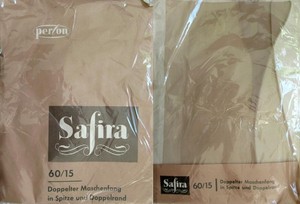 perlon
Safira
60/15
Doppelter Maschenfang
in Spitze und Doppelrand
Safira
60/15
Doppelter Maschenfang
in Spitze und Doppelrand